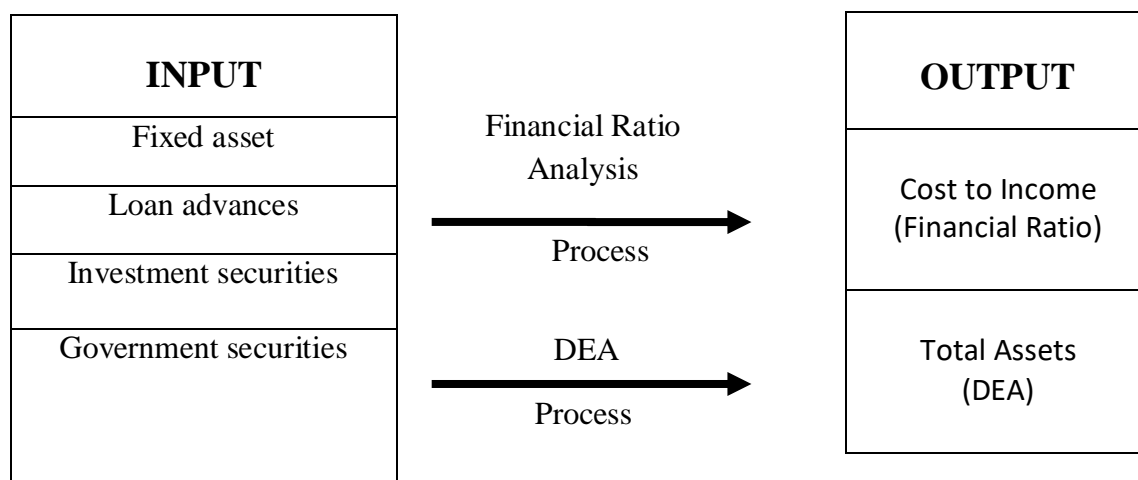 INPUT
Fixed asset
Loan advances
Investment securities
Government securities
Financial Ratio
Analysis
Process
DEA
Process
OUTPUT
Cost to Income
(Financial Ratio)
Total Assets
(DEA)